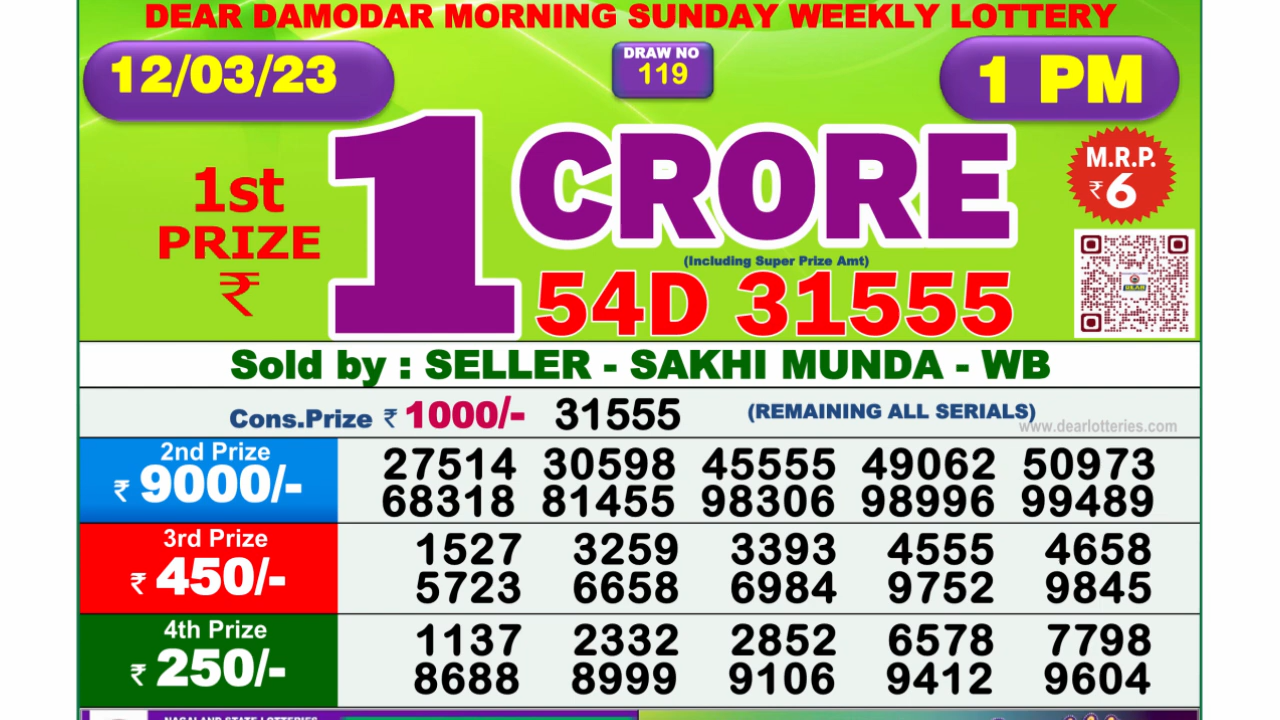 DEAR DAMODAR MORNING SUNDAY WEEKLY LOTTERY
12/03/23
DRAW NO
119
1 PM
1st
PRIZE
₹
1 CRORE
(Including Super Prize Amt)
54D 31555
M.R.P.
₹6
DEAR
Sold by : SELLER - SAKHI MUNDA - WB
Cons.Prize ₹ 1000/- 31555 (REMAINING ALL SERIALS)
www.dearlotteries.com
2nd Prize
₹ 9000/-
27514 30598 45555 49062 50973
68318 81455 98306 98996 99489
3rd Prize
₹ 450/-
1527 3259 3393 4555 4658
5723 6658 6984 9752 9845
4th Prize
₹ 250/-
1137 2332 2852 6578 7798
8688 8999 9106 9412 9604
NAGALAND STATE LOTTERIES